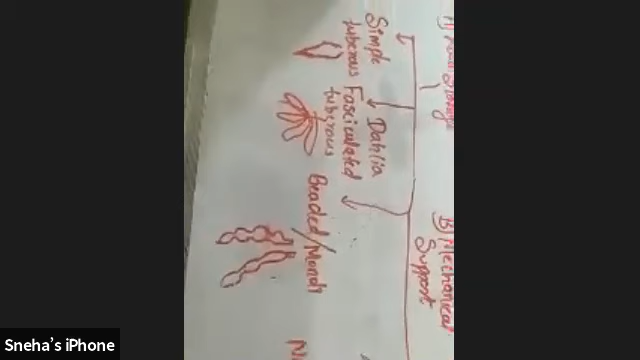 B) Mechanical
Support
Simple
tuberous
Dahlia
Fasciculated
tuberous
Beaded/Monili
Sneha's iPhone